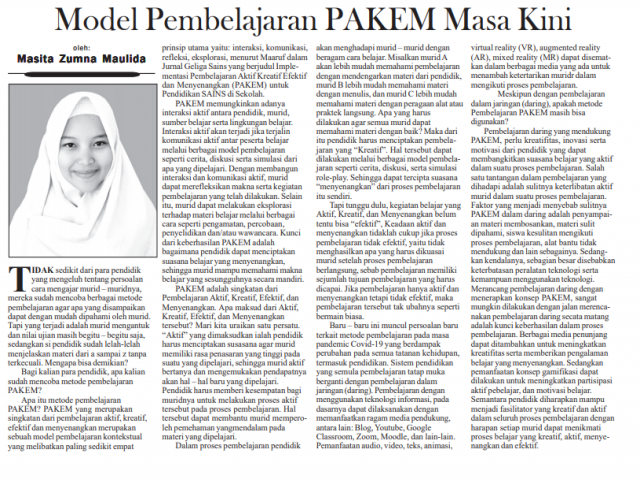 Model Pembelajaran PAKEM Masa Kini
oleh:
Masita Zumna Maulida
TIDAK sedikit dari para pendidik
yang mengeluh tentang persoalan
cara mengajar murid – muridnya,
mereka sudah mencoba berbagai metode
pembelajaran agar apa yang disampaikan
dapat dengan mudah dipahami oleh murid.
Tapi yang terjadi adalah murid mengantuk
dan nilai ujian masih begitu – begitu saja,
sedangkan si pendidik sudah lelah-lelah
menjelaskan materi dari a sampai z tanpa
terkecuali. Mengapa bisa demikian?
Bagi kalian para pendidik, apa kalian
sudah mencoba metode pembelajaran
PAKEM?
Apa itu metode pembelajaran
PAKEM? PAKEM yang merupakan
singkatan dari pembelajaran aktif, kreatif,
efektif dan menyenangkan merupakan
sebuah model pembelajaran kontekstual
yang melibatkan paling sedikit empat
prinsip utama yaitu: interaksi, komunikasi,
refleksi, eksplorasi, menurut Maaruf dalam
Jurnal Geliga Sains yang berjudul Imple-
mentasi Pembelajaran Aktif Kreatif Efektif
dan Menyenangkan (PAKEM) untuk
Pendidikan SAINS di Sekolah.
PAKEM memungkinkan adanya
interaksi aktif antara pendidik, murid,
sumber belajar serta lingkungan belajar.
Interaksi aktif akan terjadi jika terjalin
komunikasi aktif antar peserta belajar
melalui berbagai model pembelajaran
seperti cerita, diskusi serta simulasi dari
apa yang dipelajari. Dengan membangun
interaksi dan komunikasi aktif, murid
dapat merefleksikan makna serta kegiatan
pembelajaran yang telah dilakukan. Selain
itu, murid dapat melakukan eksplorasi
terhadap materi belajar melalui berbagai
cara seperti pengamatan, percobaan,
penyelidikan dan/atau wawancara. Kunci
dari keberhasilan PAKEM adalah
bagaimana pendidik dapat menciptakan
suasana belajar yang menyenangkan,
sehingga murid mampu memahami makna
belajar yang sesungguhnya secara mandiri.
PAKEM adalah singkatan dari
Pembelajaran Aktif, Kreatif, Efektif, dan
Menyenangkan. Apa maksud dari Aktif,
Kreatif, Efektif, dan Menyenangkan
tersebut? Mari kita uraikan satu persatu.
“Aktif” yang dimaksudkan ialah pendidik
harus menciptakan suassana agar murid
memiliki rasa penasaran yang tinggi pada
suatu yang dipelajari, sehingga murid aktif
bertanya dan mengemukakan pendapatnya
akan hal – hal baru yang dipelajari.
Pendidik harus memberi kesempatan bagi
muridnya untuk melakukan proses aktif
tersebut pada proses pembelajaran. Hal
tersebut dapat membantu murid mempero-
leh pemahaman yangmendalam pada
materi yang dipelajari.
Dalam proses pembelajaran pendidik
akan menghadapi murid – murid dengan
beragam cara belajar. Misalkan murid A
akan lebih mudah memahami pembelajaran
dengan mendengarkan materi dari pendidik,
murid B lebih mudah memahami materi
dengan menulis, dan murid C lebih mudah
memahami materi dengan peragaan alat atau
praktek langsung. Apa yang harus
dilakukan agar semua murid dapat
memahami materi dengan baik? Maka dari
itu pendidik harus menciptakan pembela-
jaran yang “Kreatif”. Hal tersebut dapat
dilakukan melalui berbagai model pembela-
jaran seperti cerita, diskusi, serta simulasi
role-play. Sehingga dapat tercipta suasana
“menyenangkan” dari proses pembelajaran
itu sendiri.
Tapi tunggu dulu, kegiatan belajar yang
Aktif, Kreatif, dan Menyenangkan belum
tentu bisa “efektif”, Keadaan aktif dan
menyenangkan tidaklah cukup jika proses
pembelajaran tidak efektif, yaitu tidak
menghasilkan apa yang harus dikuasai
murid setelah proses pembelajaran
berlangsung, sebab pembelajaran memiliki
sejumlah tujuan pembelajaran yang harus
dicapai. Jika pembelajaran hanya aktif dan
menyenangkan tetapi tidak efektif, maka
pembelajaran tersebut tak ubahnya seperti
bermain biasa.
Baru – baru ini muncul persoalan baru
terkait metode pembelajaran pada masa
pandemi Covid-19 yang berdampak
perubahan pada semua tatanan kehidupan,
termasuk pendidikan. Sistem pendidikan
yang semula pembelajaran tatap muka
berganti dengan pembelajaran dalam
jaringan (daring). Pembelajaran dengan
menggunakan teknologi informasi, pada
dasarnya dapat dilaksanakan dengan
memanfaatkan ragam media pendukung,
antara lain: Blog, Youtube, Google
Classroom, Zoom, Moodle, dan lain-lain.
Pemanfaatan audio, video, teks, animasi,
virtual reality (VR), augmented reality
(AR), mixed reality (MR) dapat disemat-
kan dalam berbagai media yang ada untuk
menambah ketertarikan muridr dalam
mengikuti proses pembelajaran.
Meskipun dengan pembelajaran
dalam jaringan (daring), apakah metode
Pembelajaran PAKEM masih bisa
digunakan?
Pembelajaran daring yang mendukung
PAKEM, perlu kreatifitas, inovasi serta
motivasi dari pendidik yang dapat
membangkitkan suasana belajar yang aktif
dalam suatu proses pembelajaran. Salah
satu tantangan dalam pembelajaran yang
dihadapi adalah sulitnya keterlibatan aktif
murid dalam suatu proses pembelajaran.
Faktor yang menjadi menyebab sulitnya
PAKEM dalam daring adalah penyampai-
an materi membosankan, materi sulit
dipahami, siswa kesulitan mengikuti
proses pembelajaran, alat bantu tidak
mendukung dan lain sebagainya. Sedang-
kan kendalanya, sebagian besar disebabkan
keterbatasan peralatan teknologi serta
kemampuan menggunakan teknologi.
Merancang pembelajaran daring dengan
menerapkan konsep PAKEM, sangat
mungkin dilakukan dengan jalan merenca-
nakan pembelajaran daring secara matang
adalah kunci keberhasilan dalam proses
pembelajaran. Berbagai media penunjang
dapat ditambahkan untuk meningkatkan
kreatifitas serta memberikan pengalaman
belajar yang menyenangkan. Sedangkan
pemanfaatan konsep gamifikasi dapat
dilakukan untuk meningkatkan partisipasi
aktif pebelajar, dan motivasi belajar.
Semantara pendidik diharapkan mampu
menjadi fasilitator yang kreatif dan aktif
dalam seluruh proses pembelajaran dengan
harapan setiap murid dapat menikmati
proses belajar yang kreatif, aktif, menye-
nangkan dan efektif.